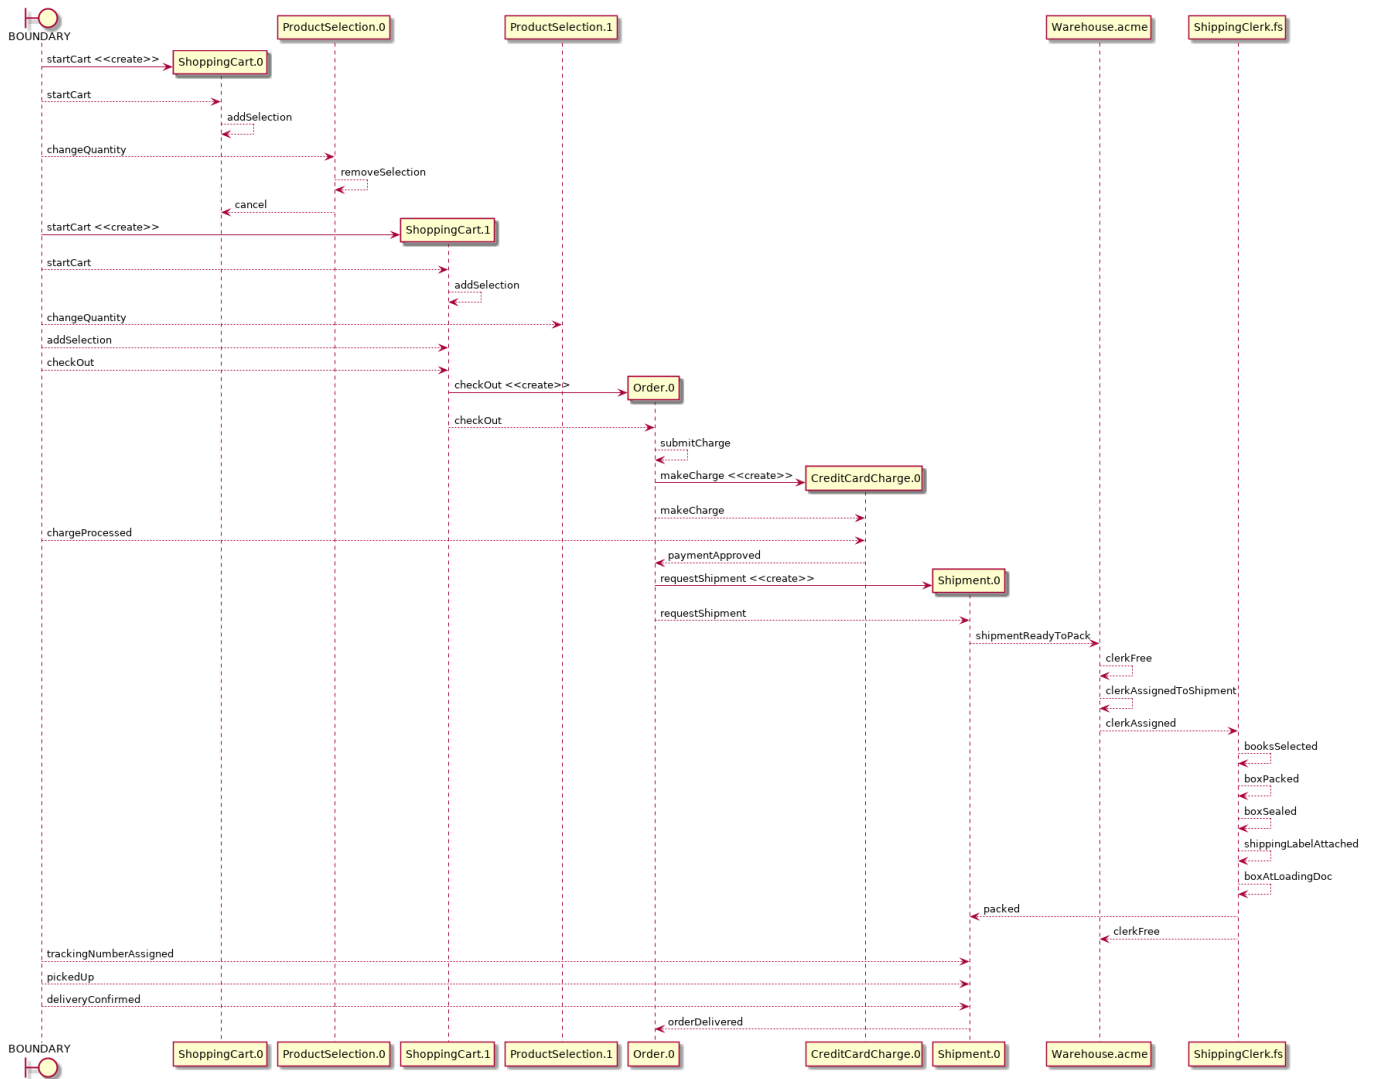 BOUNDARY
ProductSelection.0
ProductSelection.1
Warehouse.acme
ShippingClerk.fs
startCart <<create>>
ShoppingCart.0
startCart
addSelection
changeQuantity
removeSelection
cancel
startCart <<create>>
ShoppingCart.1
startCart
addSelection
changeQuantity
addSelection
checkOut
checkOut <<create>>
Order.0
checkOut
submitCharge
makeCharge <<create>>
CreditCardCharge.0
makeCharge
chargeProcessed
paymentApproved
requestShipment <<create>>
Shipment.0
requestShipment
shipmentReadyToPack
clerkFree
clerkAssignedToShipment
clerkAssigned
booksSelected
boxPacked
boxSealed
shippingLabelAttached
boxAtLoadingDoc
packed
clerkFree
trackingNumberAssigned
pickedUp
deliveryConfirmed
orderDelivered
BOUNDARY
ShoppingCart.0
ProductSelection.0
ShoppingCart.1
ProductSelection.1
Order.0
CreditCardCharge.0
Shipment.0
Warehouse.acme
ShippingClerk.fs